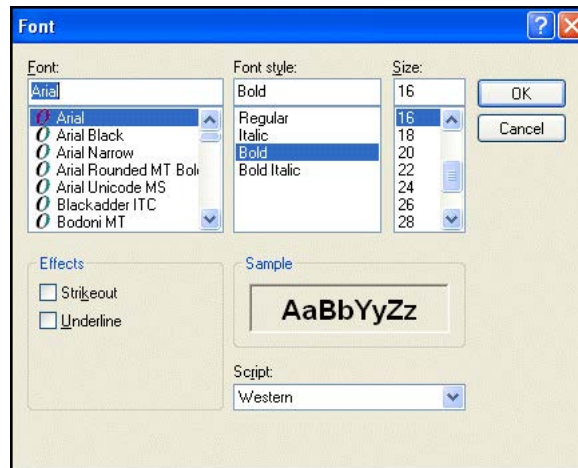 Font
Font:
Arial
Arial
Arial Black
Arial Narrow
Arial Rounded MT Bol
Arial Unicode MS
Blackadder ITC
Bodoni MT
Font style:
Bold
Regular
Italic
Bold
Bold Italic
Size:
16
16
18
20
22
24
26
28
OK
Cancel
Effects
Strikeout
Underline
Sample
AaBbYyZz
Script:
Western